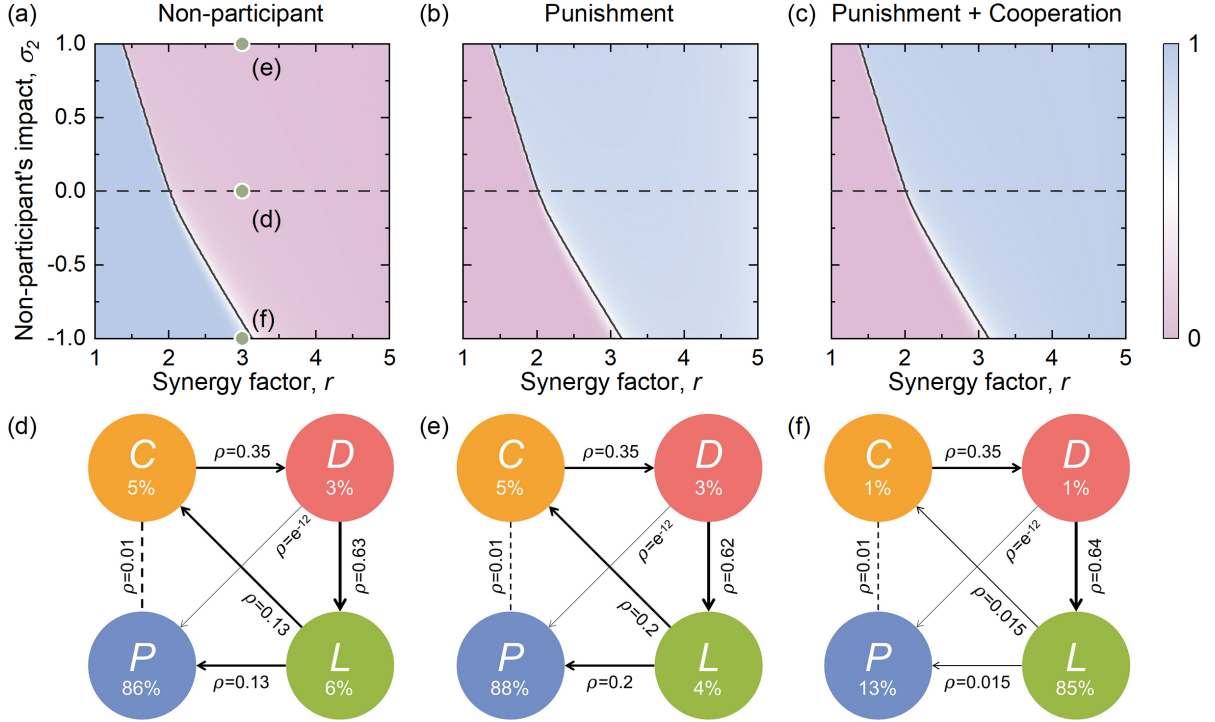 (a) Non-participant
(b) Punishment
(c) Punishment + Cooperation
Non-participant's impact, σ₂
1.0
0.5
0.0
-0.5
-1.0
(e)
(d)
(f)
1
0
1 2 3 4 5
1 2 3 4 5
1 2 3 4 5
Synergy factor, r
Synergy factor, r
Synergy factor, r
(d)
C
5%
ρ=0.35
D
3%
ρ=0.01
ρ=e⁻¹²
ρ=0.63
ρ=0.13
P
86%
ρ=0.13
L
6%
(e)
C
5%
ρ=0.35
D
3%
ρ=0.01
ρ=e⁻¹²
ρ=0.62
ρ=0.2
P
88%
ρ=0.2
L
4%
(f)
C
1%
ρ=0.35
D
1%
ρ=0.01
ρ=e⁻¹²
ρ=0.64
ρ=0.015
P
13%
ρ=0.015
L
85%